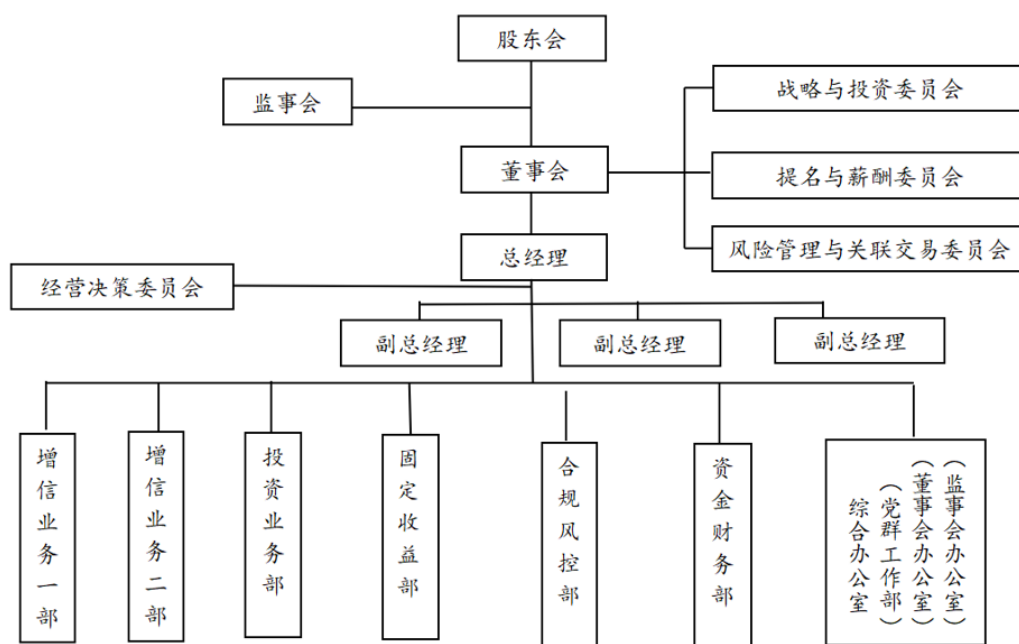 股东会
监事会
战略与投资委员会
董事会
提名与薪酬委员会
总经理
风险管理与关联交易委员会
经营决策委员会
副总经理
副总经理
副总经理
增信业务一部
增信业务二部
投资业务部
固定收益部
合规风控部
资金财务部
综合办公室
（党群工作部）
（董事会办公室）
（监事会办公室）